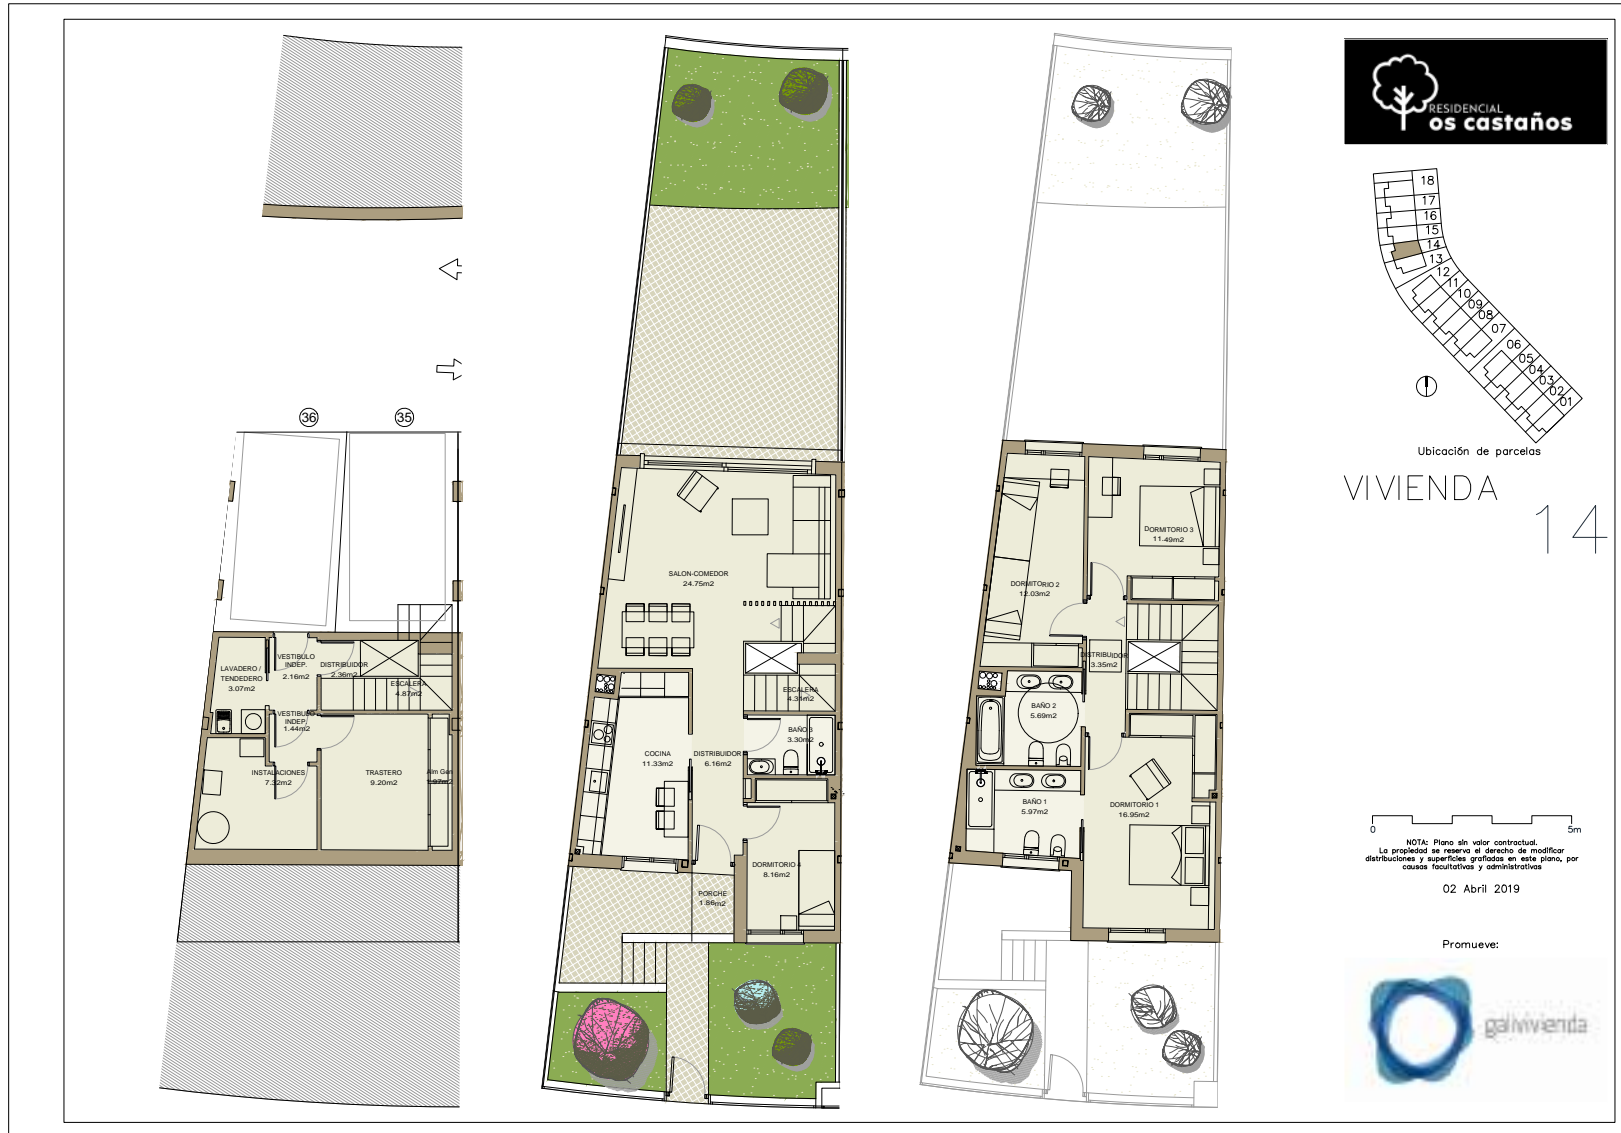 36
35
LAVADERO /
TENDEDERO
3.07m2
VESTIBULO
INDEP.
2.16m2
DISTRIBUIDOR
2.36m2
ESCALERA
4.87m2
VESTIBULO
INDEP.
1.44m2
INSTALACIONES
7.32m2
TRASTERO
9.20m2
Alm Gen
1.97m2
SALON-COMEDOR
24.75m2
ESCALERA
4.31m2
COCINA
11.33m2
DISTRIBUIDOR
6.16m2
BAÑO 3
3.30m2
DORMITORIO 4
8.16m2
PORCHE
1.86m2
DORMITORIO 3
11.49m2
DORMITORIO 2
12.03m2
DISTRIBUIDOR
3.35m2
BAÑO 2
5.69m2
BAÑO 1
5.97m2
DORMITORIO 1
16.95m2
RESIDENCIAL
os castaños
18
17
16
15
14
13
12
11
10
09
08
07
06
05
04
03
02
01
Ubicación de parcelas
VIVIENDA
14
0
5m
NOTA: Plano sin valor contractual.
La propiedad se reserva el derecho de modificar
distribuciones y superficies grafiadas en este plano, por
causas facultativas y administrativas
02 Abril 2019
Promueve:
galivivienda